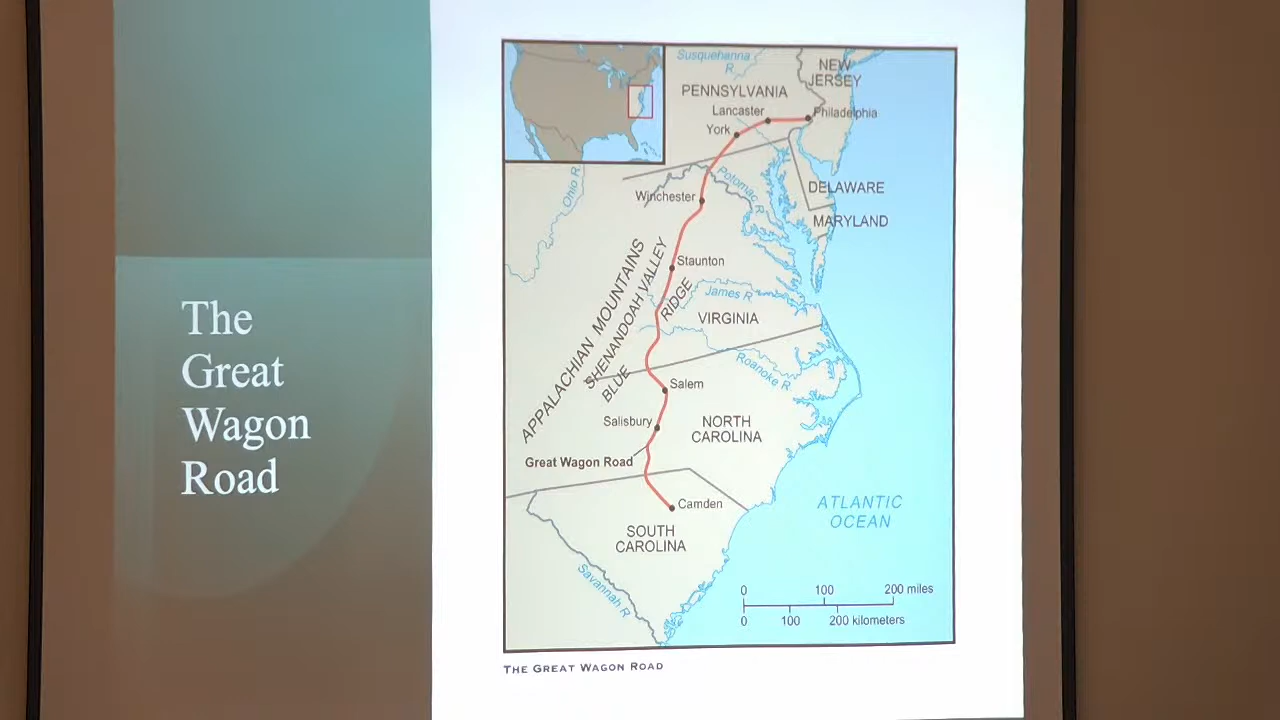 The
Great
Wagon
Road
Susquehanna
R.
PENNSYLVANIA
NEW
JERSEY
Lancaster
Philadelphia
York
Ohio R.
Winchester
Potomac R.
DELAWARE
MARYLAND
APPALACHIAN MOUNTAINS
SHENANDOAH VALLEY
BLUE RIDGE
Staunton
James R.
VIRGINIA
Roanoke R.
Salem
Salisbury
NORTH
CAROLINA
Great Wagon Road
Camden
SOUTH
CAROLINA
Savannah R.
ATLANTIC
OCEAN
0 100 200 miles
0 100 200 kilometers
THE GREAT WAGON ROAD